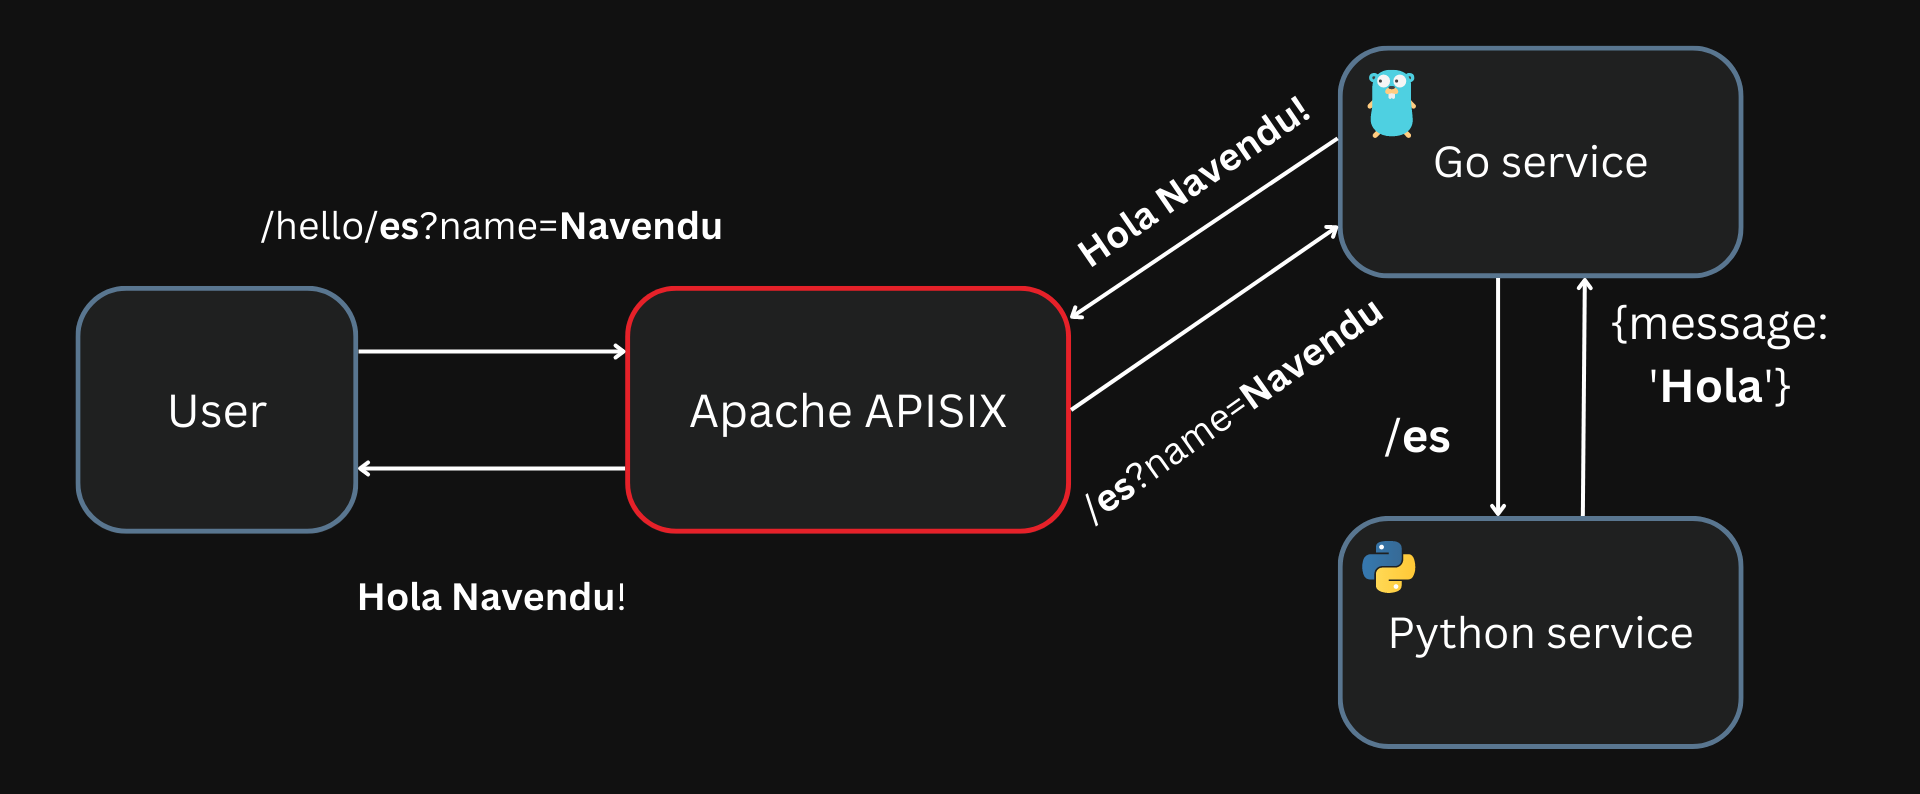 /hello/es?name=Navendu
User
Apache APISIX
Hola Navendu!
Hola Navendu!
/es?name=Navendu
Go service
/es
{message:
'Hola'}
Python service